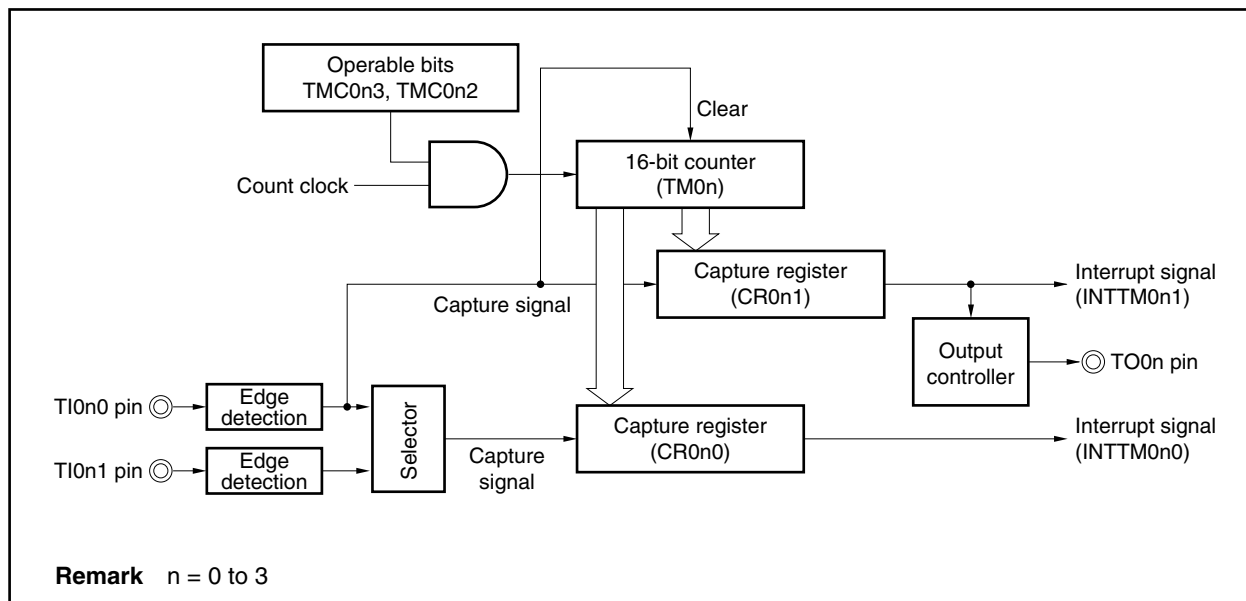 Operable bits
TMC0n3, TMC0n2
Clear
16-bit counter
(TM0n)
Count clock
Capture register
(CR0n1)
Interrupt signal
(INTTM0n1)
Capture signal
Output
controller
TO0n pin
TI0n0 pin
Edge
detection
Selector
Capture register
(CR0n0)
Interrupt signal
(INTTM0n0)
TI0n1 pin
Edge
detection
Capture
signal
Remark n = 0 to 3